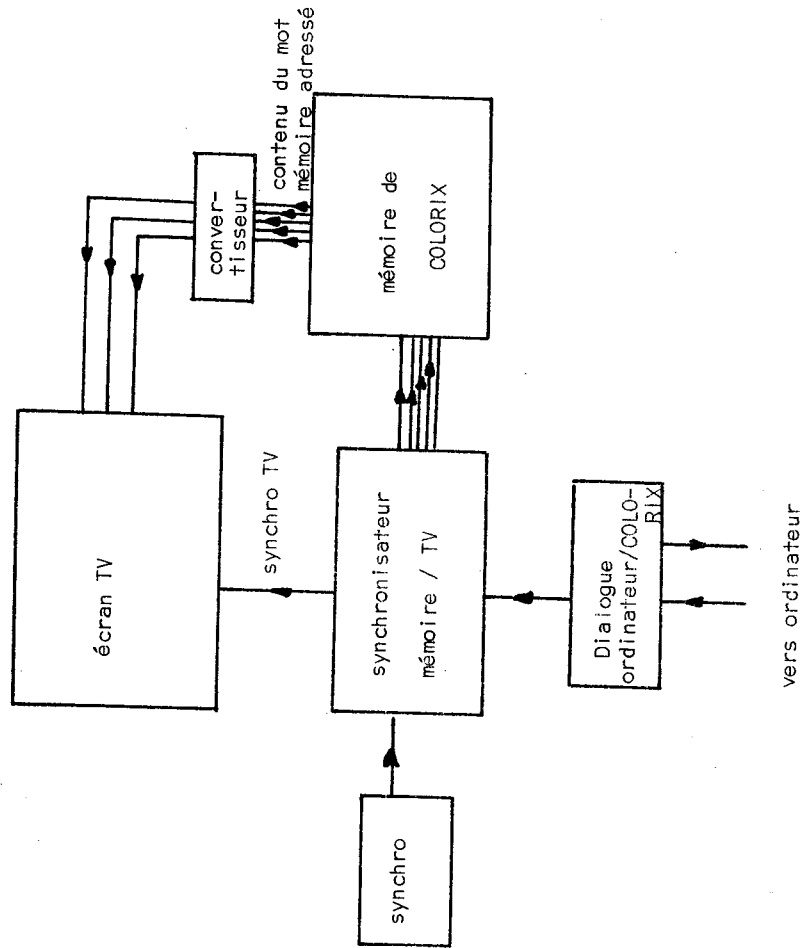 contenu du mot
mémoire adressé
conver-
tisseur
mémoire de
COLORIX
écran TV
synchro TV
synchronisateur
mémoire / TV
Dialogue
ordinateur/COLO-
RIX
synchro
vers ordinateur